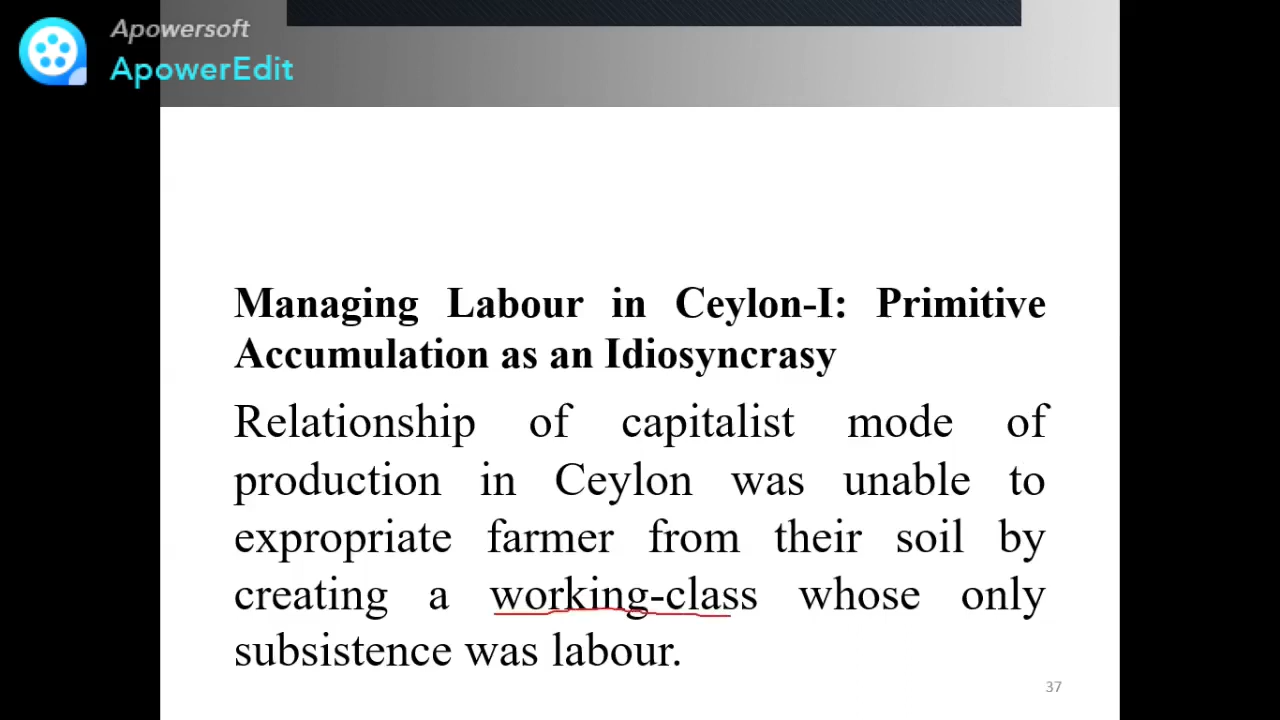 Apowersoft
ApowerEdit
Managing Labour in Ceylon-I: Primitive
Accumulation as an Idiosyncrasy
Relationship of capitalist mode of
production in Ceylon was unable to
expropriate farmer from their soil by
creating a working-class whose only
subsistence was labour.
37